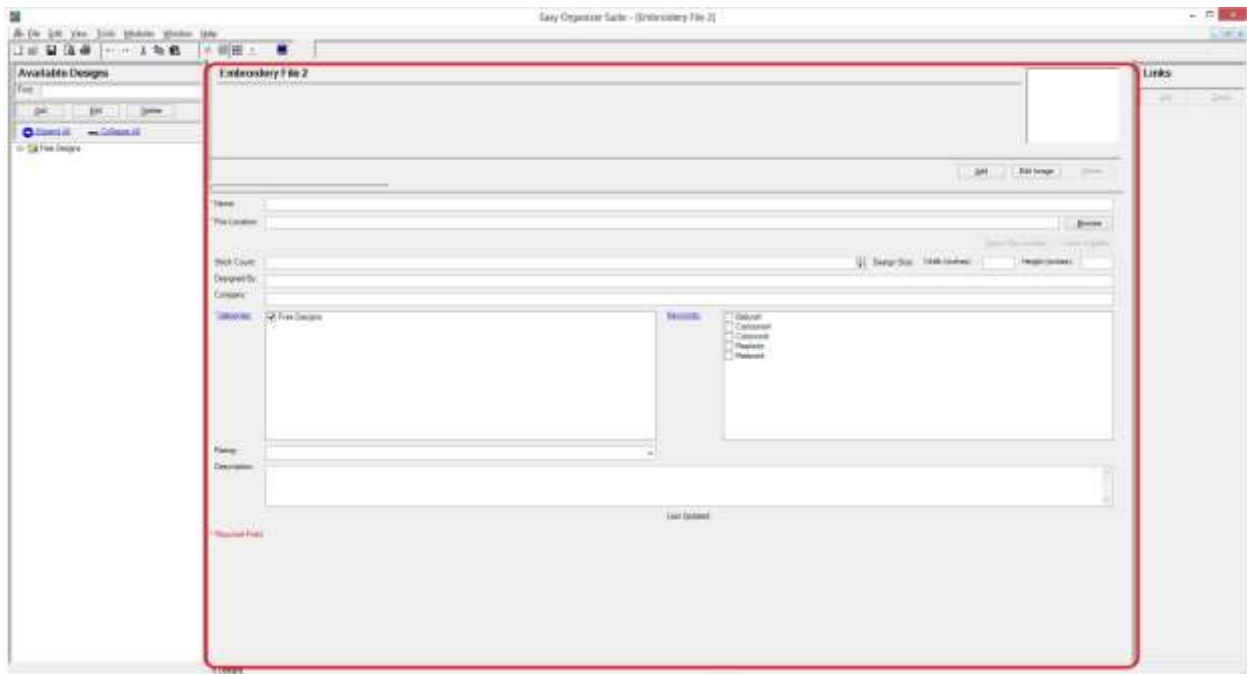 Easy Organizer Suite - [Embroidery File 2]
File Edit View Tools Modules Window Help
Available Designs
Find
Add Edit Delete
Expand All Collapse All
Free Designs
Embroidery File 2
Add Edit Image
*Name
*File Location
Browse
Stitch Count
Design Size Width (inches) Height (inches)
Designed By
Company
*Categories
Free Designs
Keywords
Rating
Description
Last Updated
*Required Field
Designs
Links
Add Delete